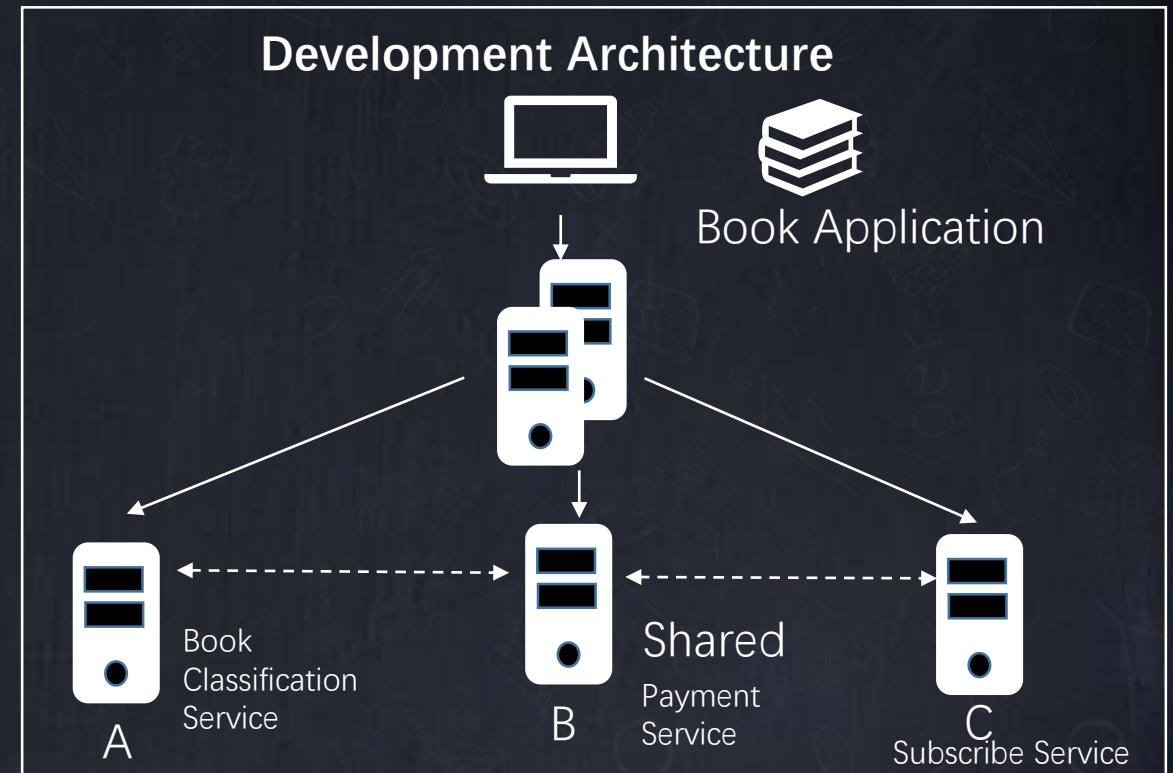 Development Architecture
Book Application
Book
Classification
Service
A
Shared
Payment
Service
B
C
Subscribe Service